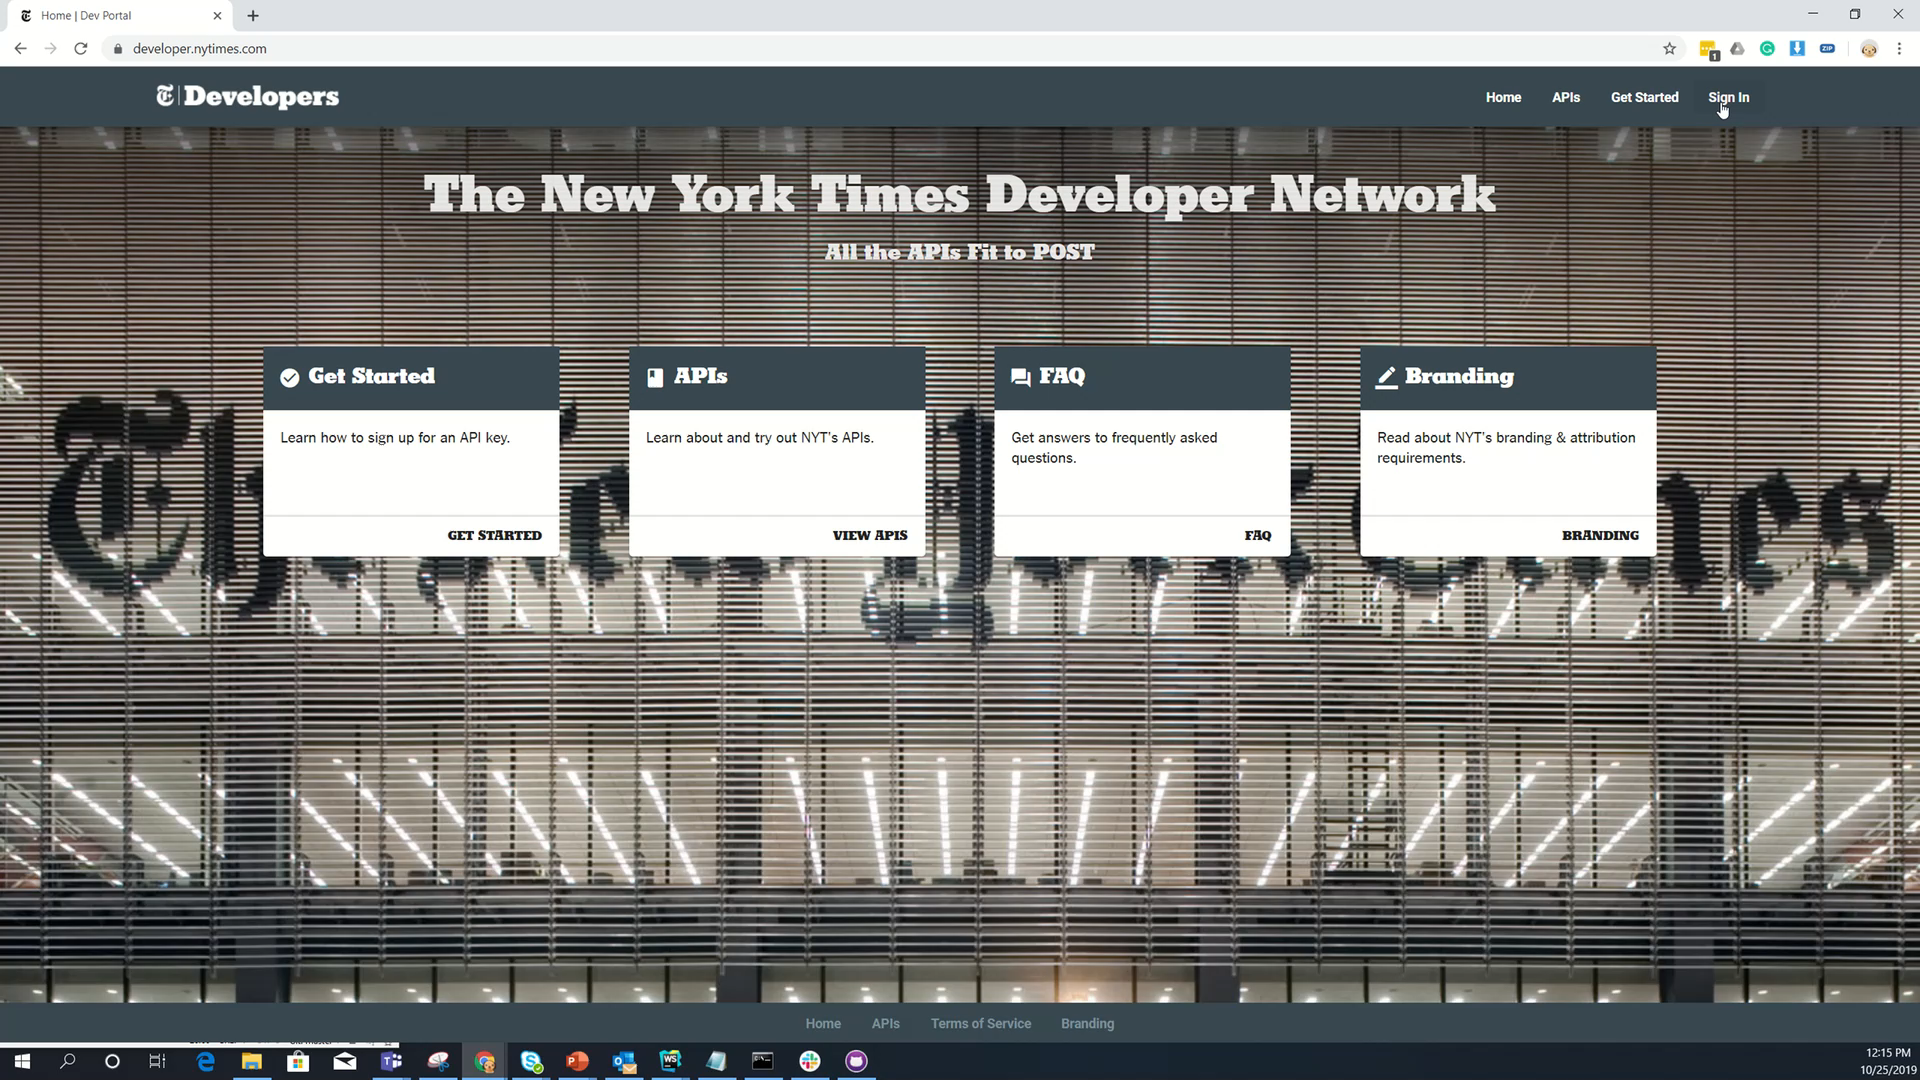 Home | Dev Portal
developer.nytimes.com
1
ZIP
Developers
Home
APIs
Get Started
Sign In
The New York Times Developer Network
All the APIs Fit to POST
Get Started
Learn how to sign up for an API key.
GET STARTED
APIs
Learn about and try out NYT's APIs.
VIEW APIS
FAQ
Get answers to frequently asked
questions.
FAQ
Branding
Read about NYT's branding & attribution
requirements.
BRANDING
Home
APIs
Terms of Service
Branding
12:15 PM
10/25/2019